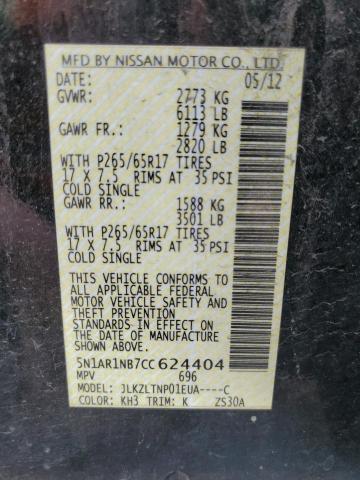 MFD BY NISSAN MOTOR CO., LTD.
DATE: 05/12
GVWR: 2773 KG
6113 LB
GAWR FR.: 1279 KG
2820 LB
WITH P265/65R17 TIRES
17 X 7.5 RIMS AT 35 PSI
COLD SINGLE
GAWR RR.: 1588 KG
3501 LB
WITH P265/65R17 TIRES
17 X 7.5 RIMS AT 35 PSI
COLD SINGLE
THIS VEHICLE CONFORMS TO
ALL APPLICABLE FEDERAL
MOTOR VEHICLE SAFETY AND
THEFT PREVENTION
STANDARDS IN EFFECT ON
THE DATE OF MANUFACTURE
SHOWN ABOVE.
5N1AR1NB7CC 624404
MPV 696
MODEL: JLKZLTNP01EUA----C
COLOR: KH3 TRIM: K ZS30A